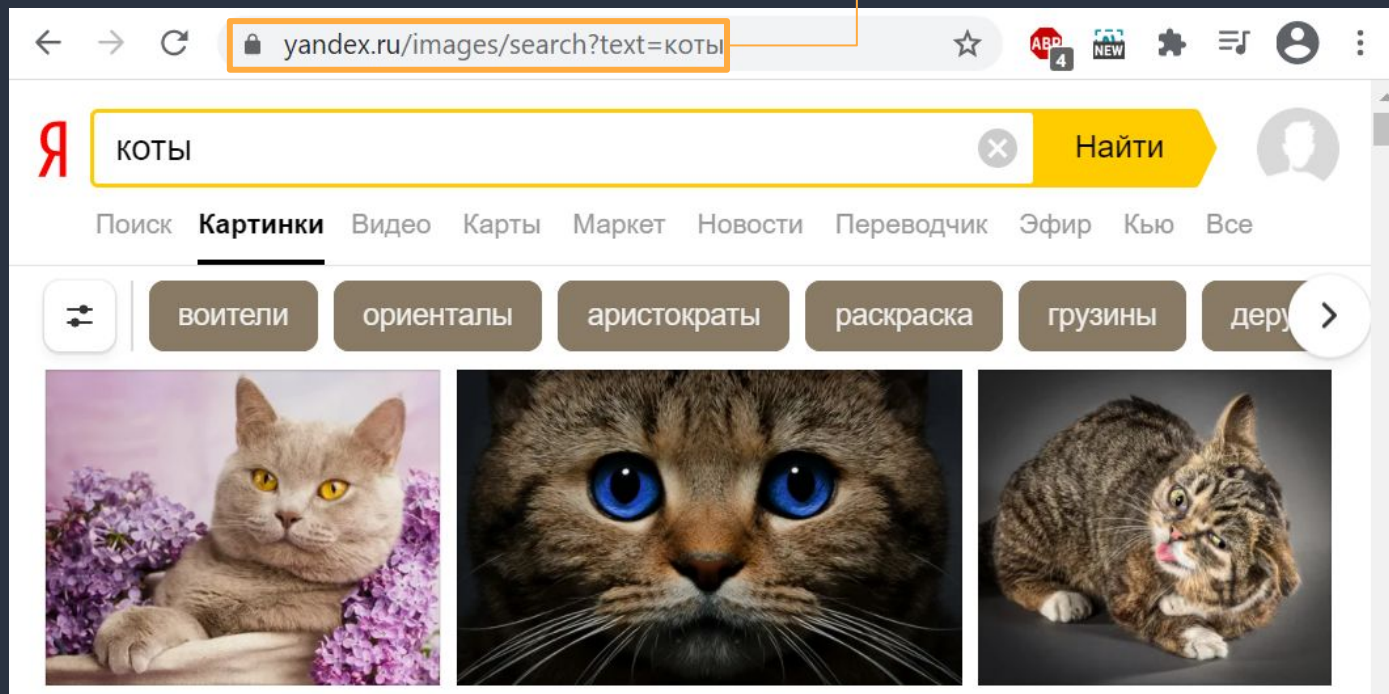 yandex.ru/images/search?text=коты
ABP
4
NEW
Я
коты
Найти
Поиск Картинки Видео Карты Маркет Новости Переводчик Эфир Кью Все
воители ориенталы аристократы раскраска грузины